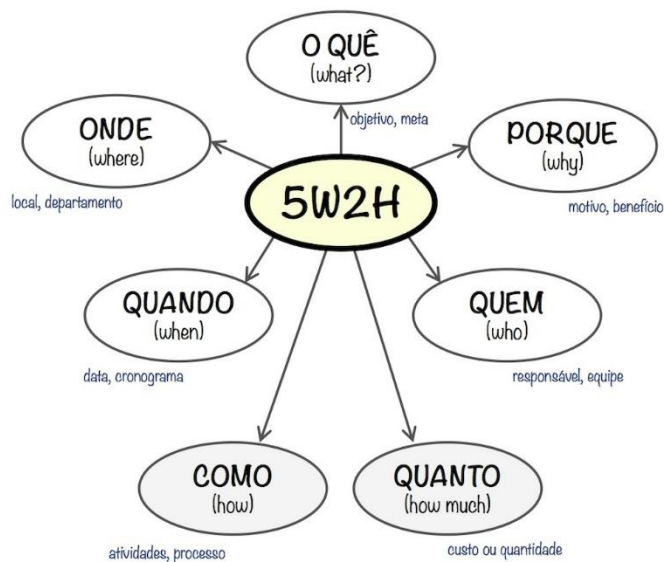 O QUÊ
(what?)
objetivo, meta
ONDE
(where)
local, departamento
PORQUE
(why)
motivo, benefício
5W2H
QUANDO
(when)
data, cronograma
QUEM
(who)
responsável, equipe
COMO
(how)
atividades, processo
QUANTO
(how much)
custo ou quantidade